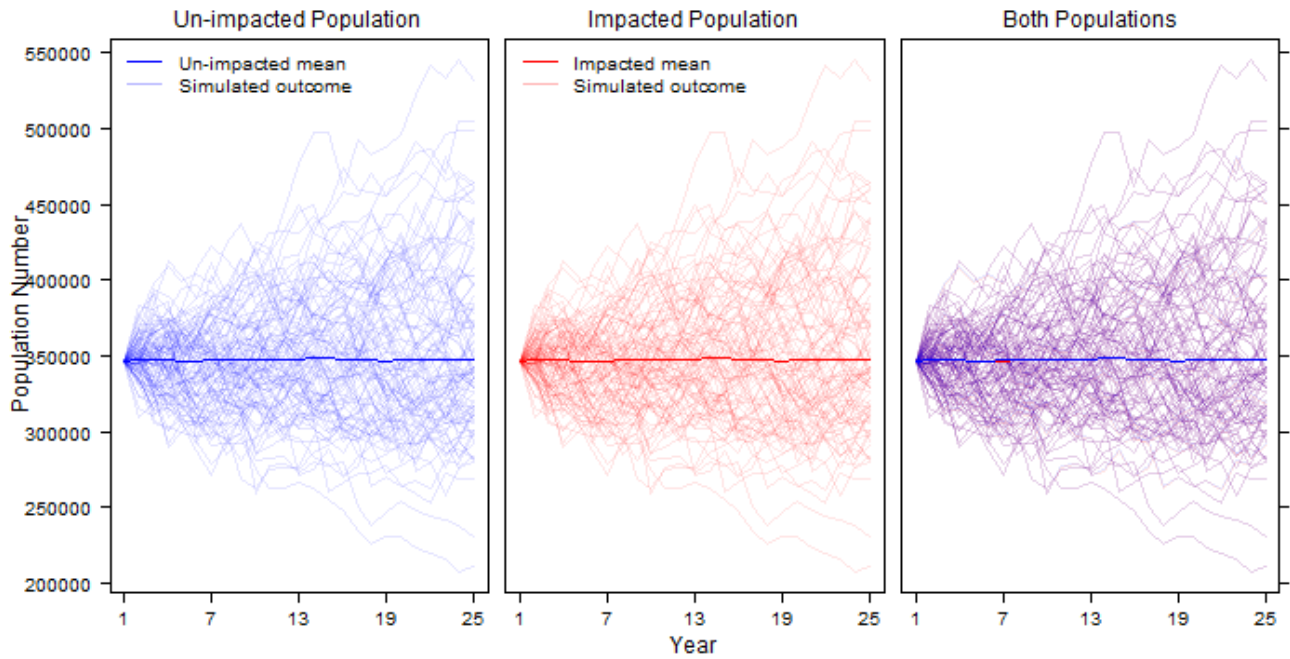 Un-impacted Population
Impacted Population
Both Populations
Un-impacted mean
Simulated outcome
Impacted mean
Simulated outcome
Population Number
550000
500000
450000
400000
350000
300000
250000
200000
1 7 13 19 25
1 7 13 19 25
1 7 13 19 25
Year